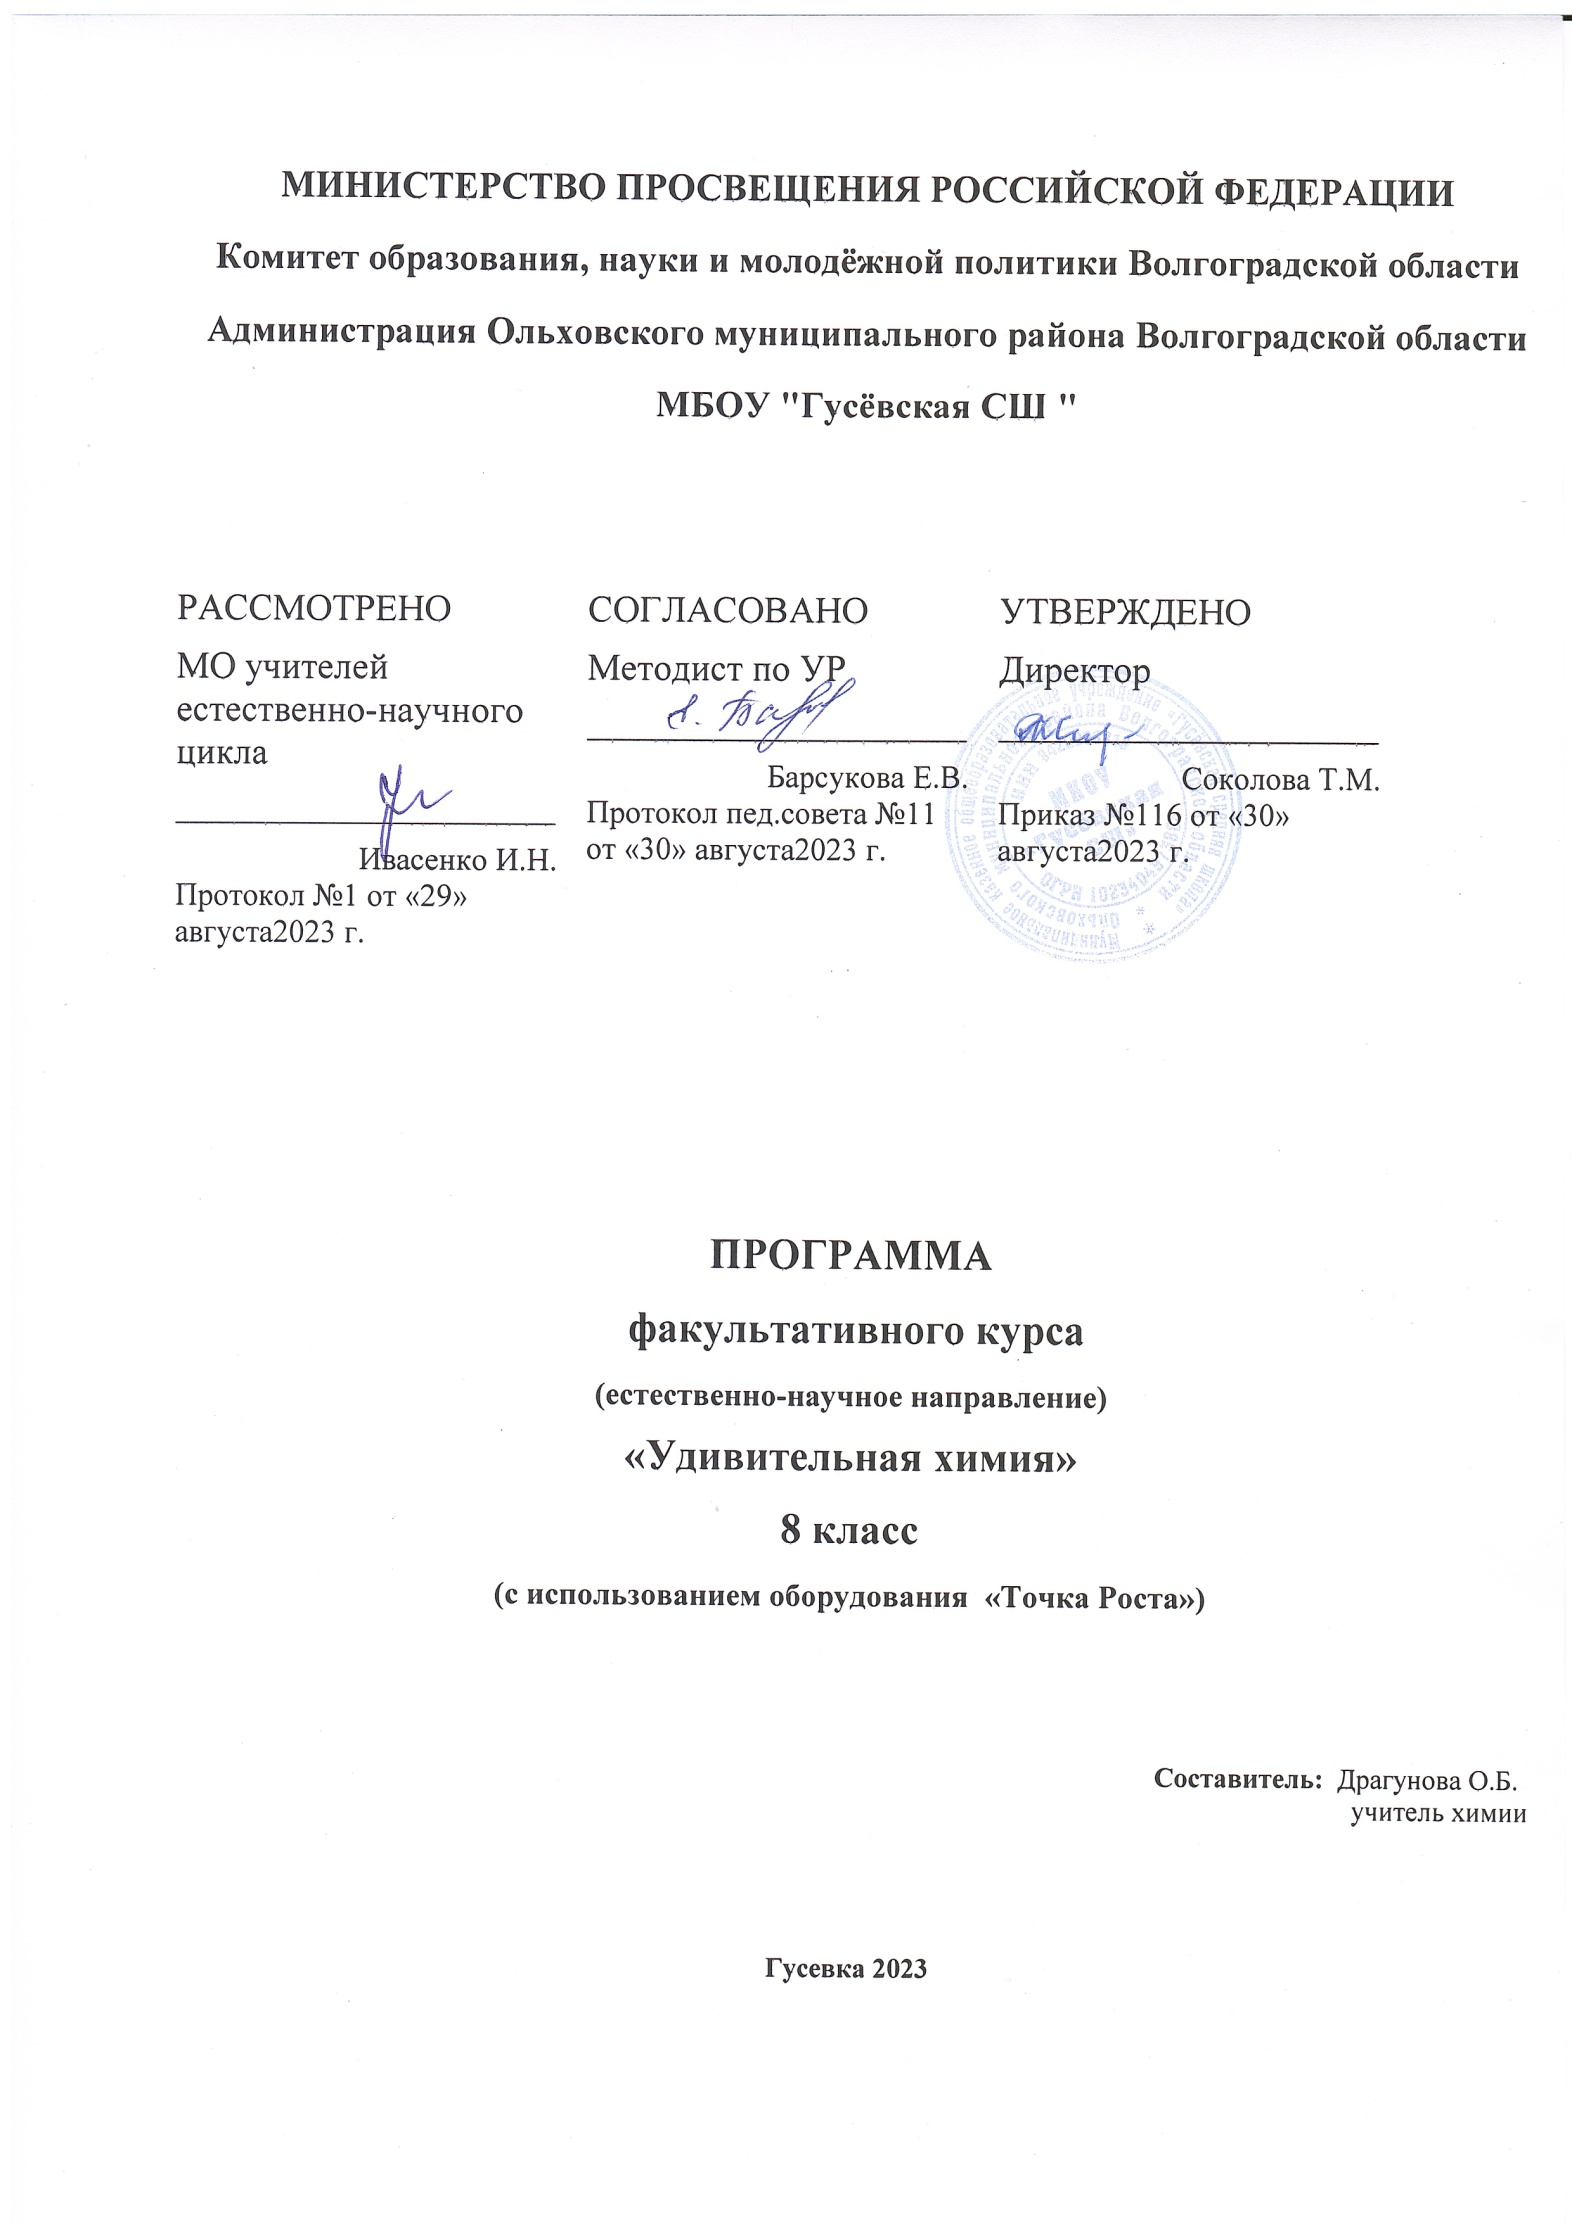 МИНИСТЕРСТВО ПРОСВЕЩЕНИЯ РОССИЙСКОЙ ФЕДЕРАЦИИ
Комитет образования, науки и молодёжной политики Волгоградской области
Администрация Ольховского муниципального района Волгоградской области
МБОУ "Гусёвская СШ "
РАССМОТРЕНО
МО учителей
естественно-научного
цикла
Ивасенко И.Н.
Протокол №1 от «29»
августа2023 г.
СОГЛАСОВАНО
Методист по УР
Барсукова Е.В.
Протокол пед.совета №11
от «30» августа2023 г.
УТВЕРЖДЕНО
Директор
Соколова Т.М.
Приказ №116 от «30»
августа2023 г.
МКОУ
ПРОГРАММА
факультативного курса
(естественно-научное направление)
«Удивительная химия»
8 класс
(с использованием оборудования «Точка Роста»)
Составитель: Драгунова О.Б.
учитель химии
Гусевка 2023